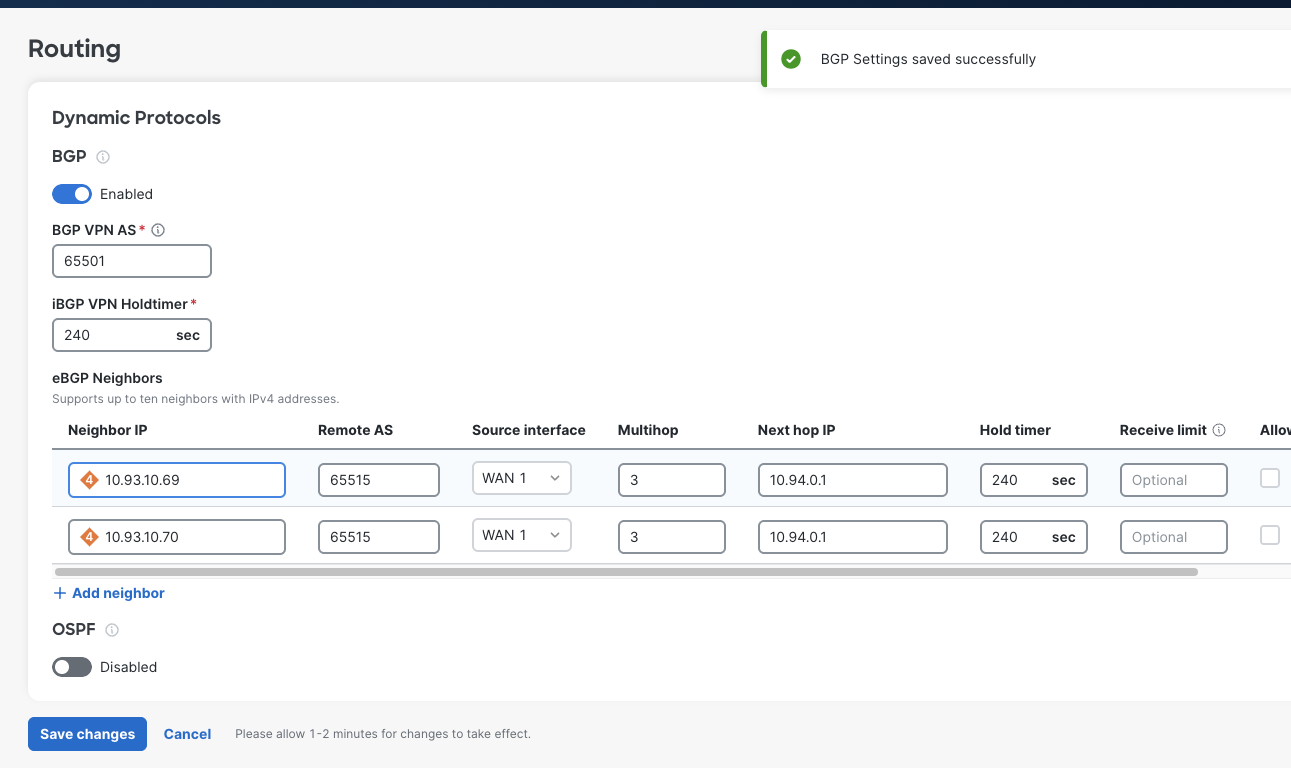 Routing
BGP Settings saved successfully
Dynamic Protocols
BGP
Enabled
BGP VPN AS*
65501
iBGP VPN Holdtimer*
240 sec
eBGP Neighbors
Supports up to ten neighbors with IPv4 addresses.
Neighbor IP Remote AS Source interface Multihop Next hop IP Hold timer Receive limit Allow
4 10.93.10.69 65515 WAN 1 3 10.94.0.1 240 sec Optional
4 10.93.10.70 65515 WAN 1 3 10.94.0.1 240 sec Optional
+ Add neighbor
OSPF
Disabled
Save changes Cancel Please allow 1-2 minutes for changes to take effect.